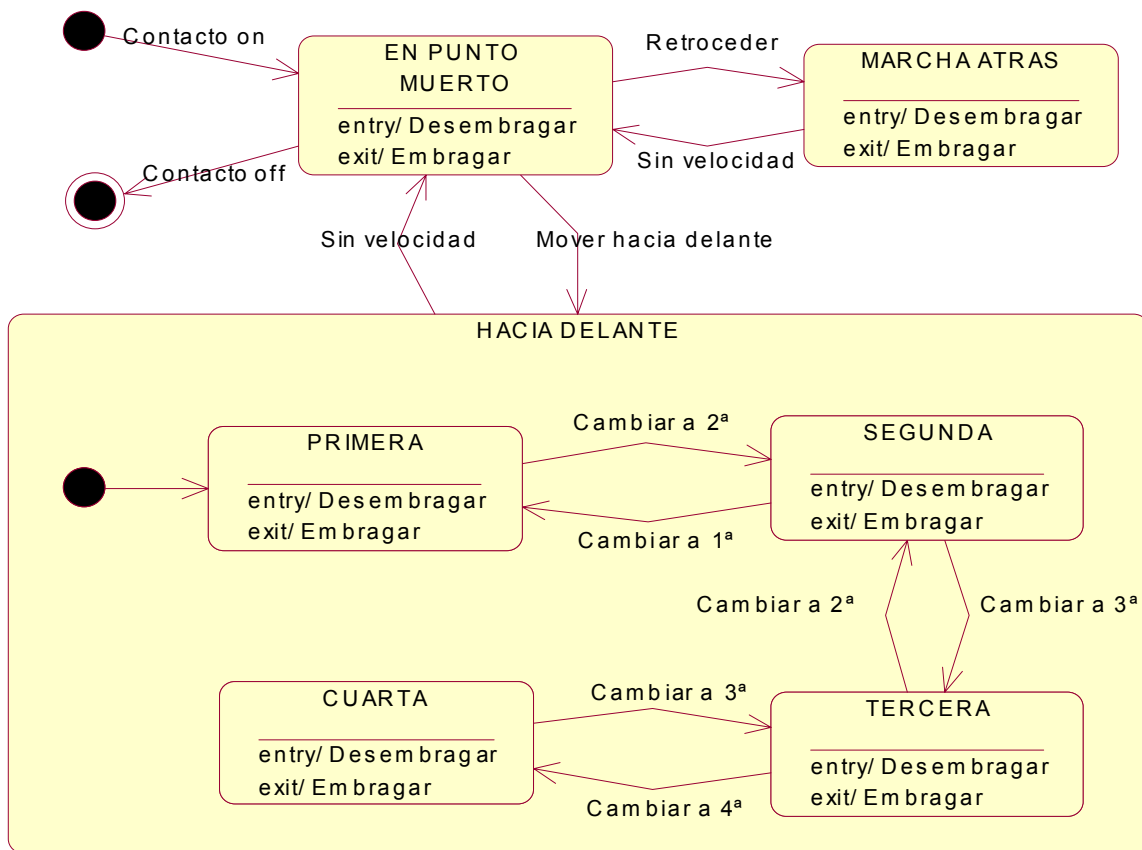 Contacto on
EN PUNTO
MUERTO
entry/ Desembragar
exit/ Embragar
Retroceder
MARCHA ATRAS
entry/ Desembragar
exit/ Embragar
Sin velocidad
Contacto off
Sin velocidad
Mover hacia delante
HACIA DELANTE
PRIMERA
entry/ Desembragar
exit/ Embragar
Cambiar a 2ª
SEGUNDA
entry/ Desembragar
exit/ Embragar
Cambiar a 1ª
Cambiar a 2ª
Cambiar a 3ª
CUARTA
entry/ Desembragar
exit/ Embragar
Cambiar a 3ª
TERCERA
entry/ Desembragar
exit/ Embragar
Cambiar a 4ª